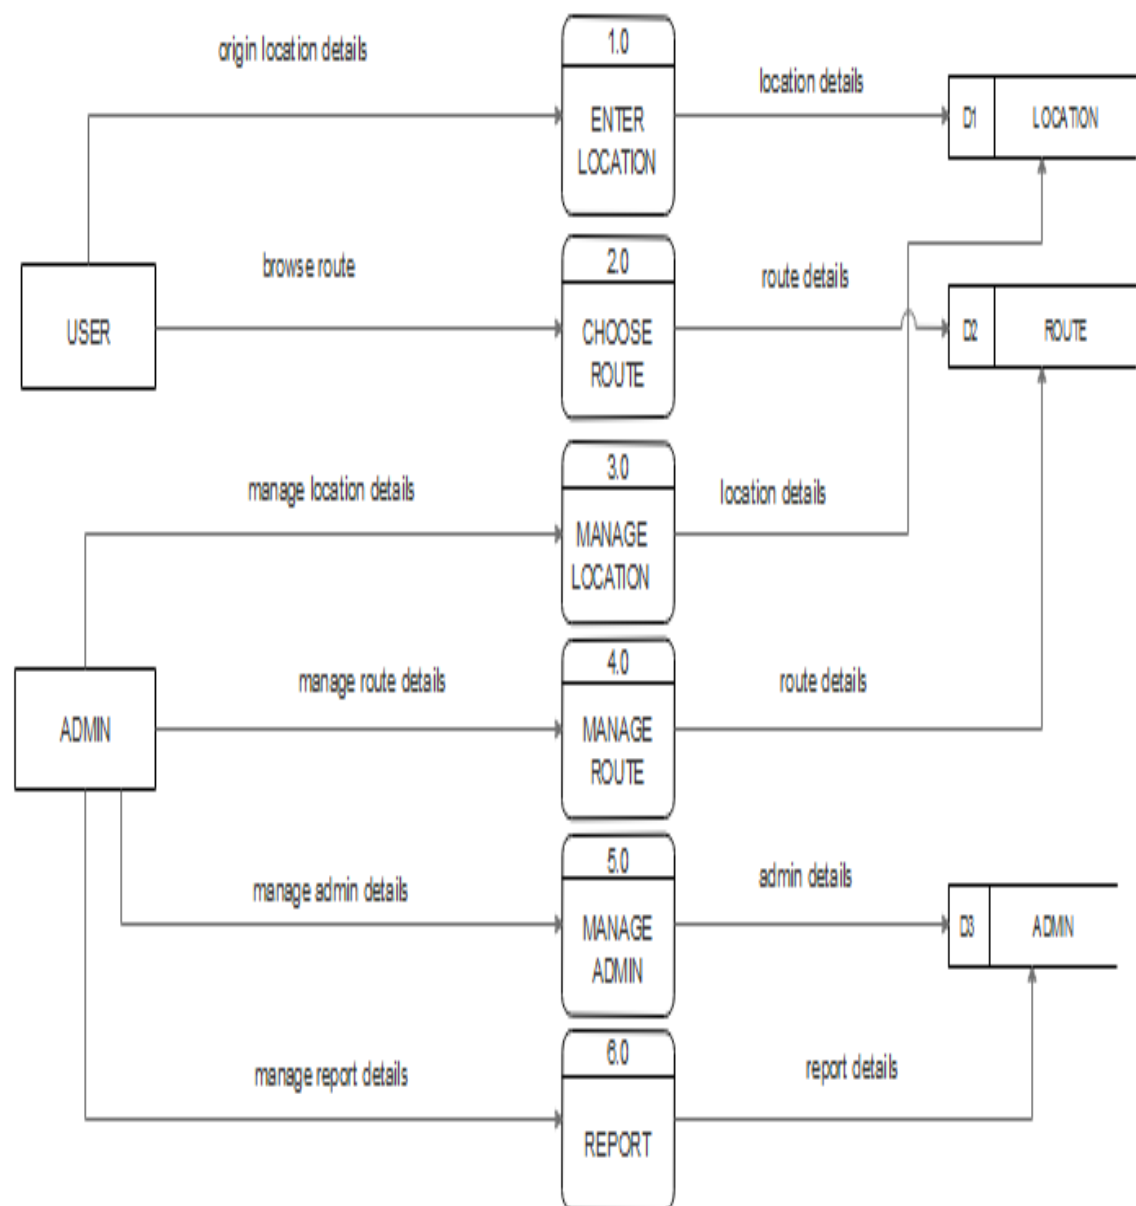 origin location details
1.0
ENTER
LOCATION
location details
D1
LOCATION
USER
browse route
2.0
CHOOSE
ROUTE
route details
D2
ROUTE
manage location details
3.0
MANAGE
LOCATION
location details
ADMIN
manage route details
4.0
MANAGE
ROUTE
route details
manage admin details
5.0
MANAGE
ADMIN
admin details
D3
ADMIN
manage report details
6.0
REPORT
report details